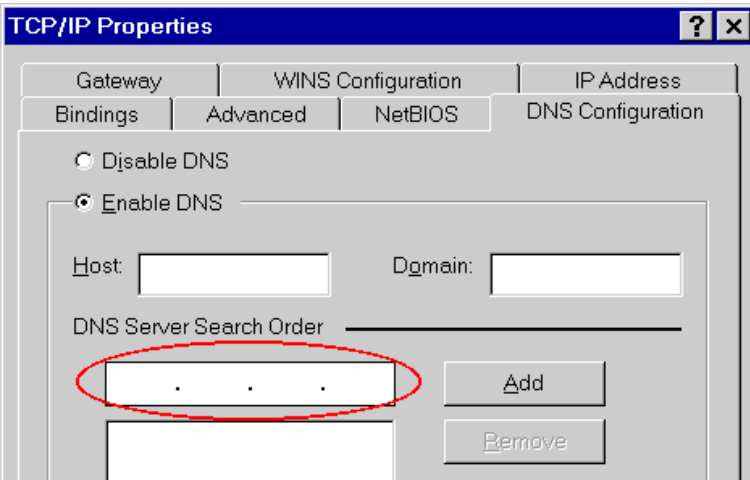 TCP/IP Properties
Gateway WINS Configuration IP Address
Bindings Advanced NetBIOS DNS Configuration
Disable DNS
Enable DNS
Host: Domain:
DNS Server Search Order
. . . Add
Remove